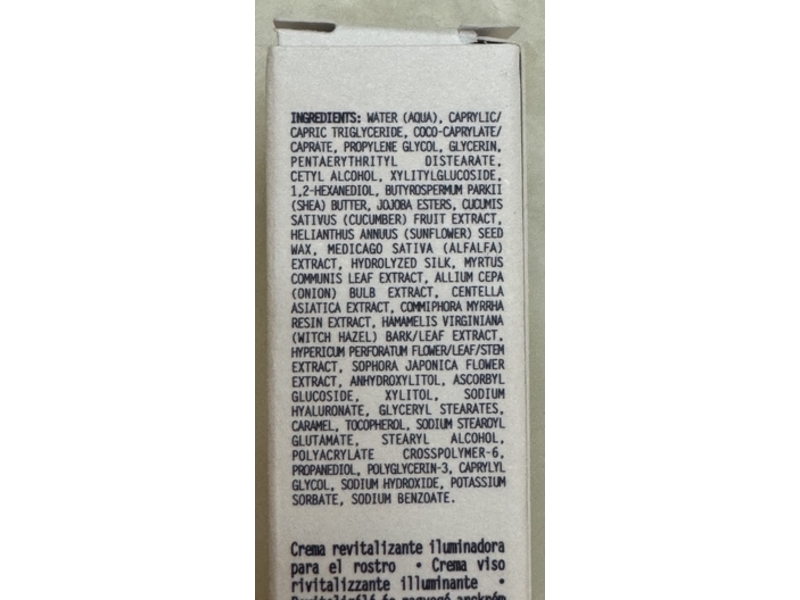 INGREDIENTS: WATER (AQUA), CAPRYLIC/
CAPRIC TRIGLYCERIDE, COCO-CAPRYLATE/
CAPRATE, PROPYLENE GLYCOL, GLYCERIN,
PENTAERYTHRITYL DISTEARATE,
CETYL ALCOHOL, XYLITYLGLUCOSIDE,
1,2-HEXANEDIOL, BUTYROSPERMUM PARKII
(SHEA) BUTTER, JOJOBA ESTERS, CUCUMIS
SATIVUS (CUCUMBER) FRUIT EXTRACT,
HELIANTHUS ANNUUS (SUNFLOWER) SEED
WAX, MEDICAGO SATIVA (ALFALFA)
EXTRACT, HYDROLYZED SILK, MYRTUS
COMMUNIS LEAF EXTRACT, ALLIUM CEPA
(ONION) BULB EXTRACT, CENTELLA
ASIATICA EXTRACT, COMMIPHORA MYRRHA
RESIN EXTRACT, HAMAMELIS VIRGINIANA
(WITCH HAZEL) BARK/LEAF EXTRACT,
HYPERICUM PERFORATUM FLOWER/LEAF/STEM
EXTRACT, SOPHORA JAPONICA FLOWER
EXTRACT, ANHYDROXYLITOL, ASCORBYL
GLUCOSIDE, XYLITOL, SODIUM
HYALURONATE, GLYCERYL STEARATES,
CARAMEL, TOCOPHEROL, SODIUM STEAROYL
GLUTAMATE, STEARYL ALCOHOL,
POLYACRYLATE CROSSPOLYMER-6,
PROPANEDIOL, POLYGLYCERIN-3, CAPRYLYL
GLYCOL, SODIUM HYDROXIDE, POTASSIUM
SORBATE, SODIUM BENZOATE.
Crema revitalizante iluminadora
para el rostro • Crema viso
rivitalizzante illuminante •